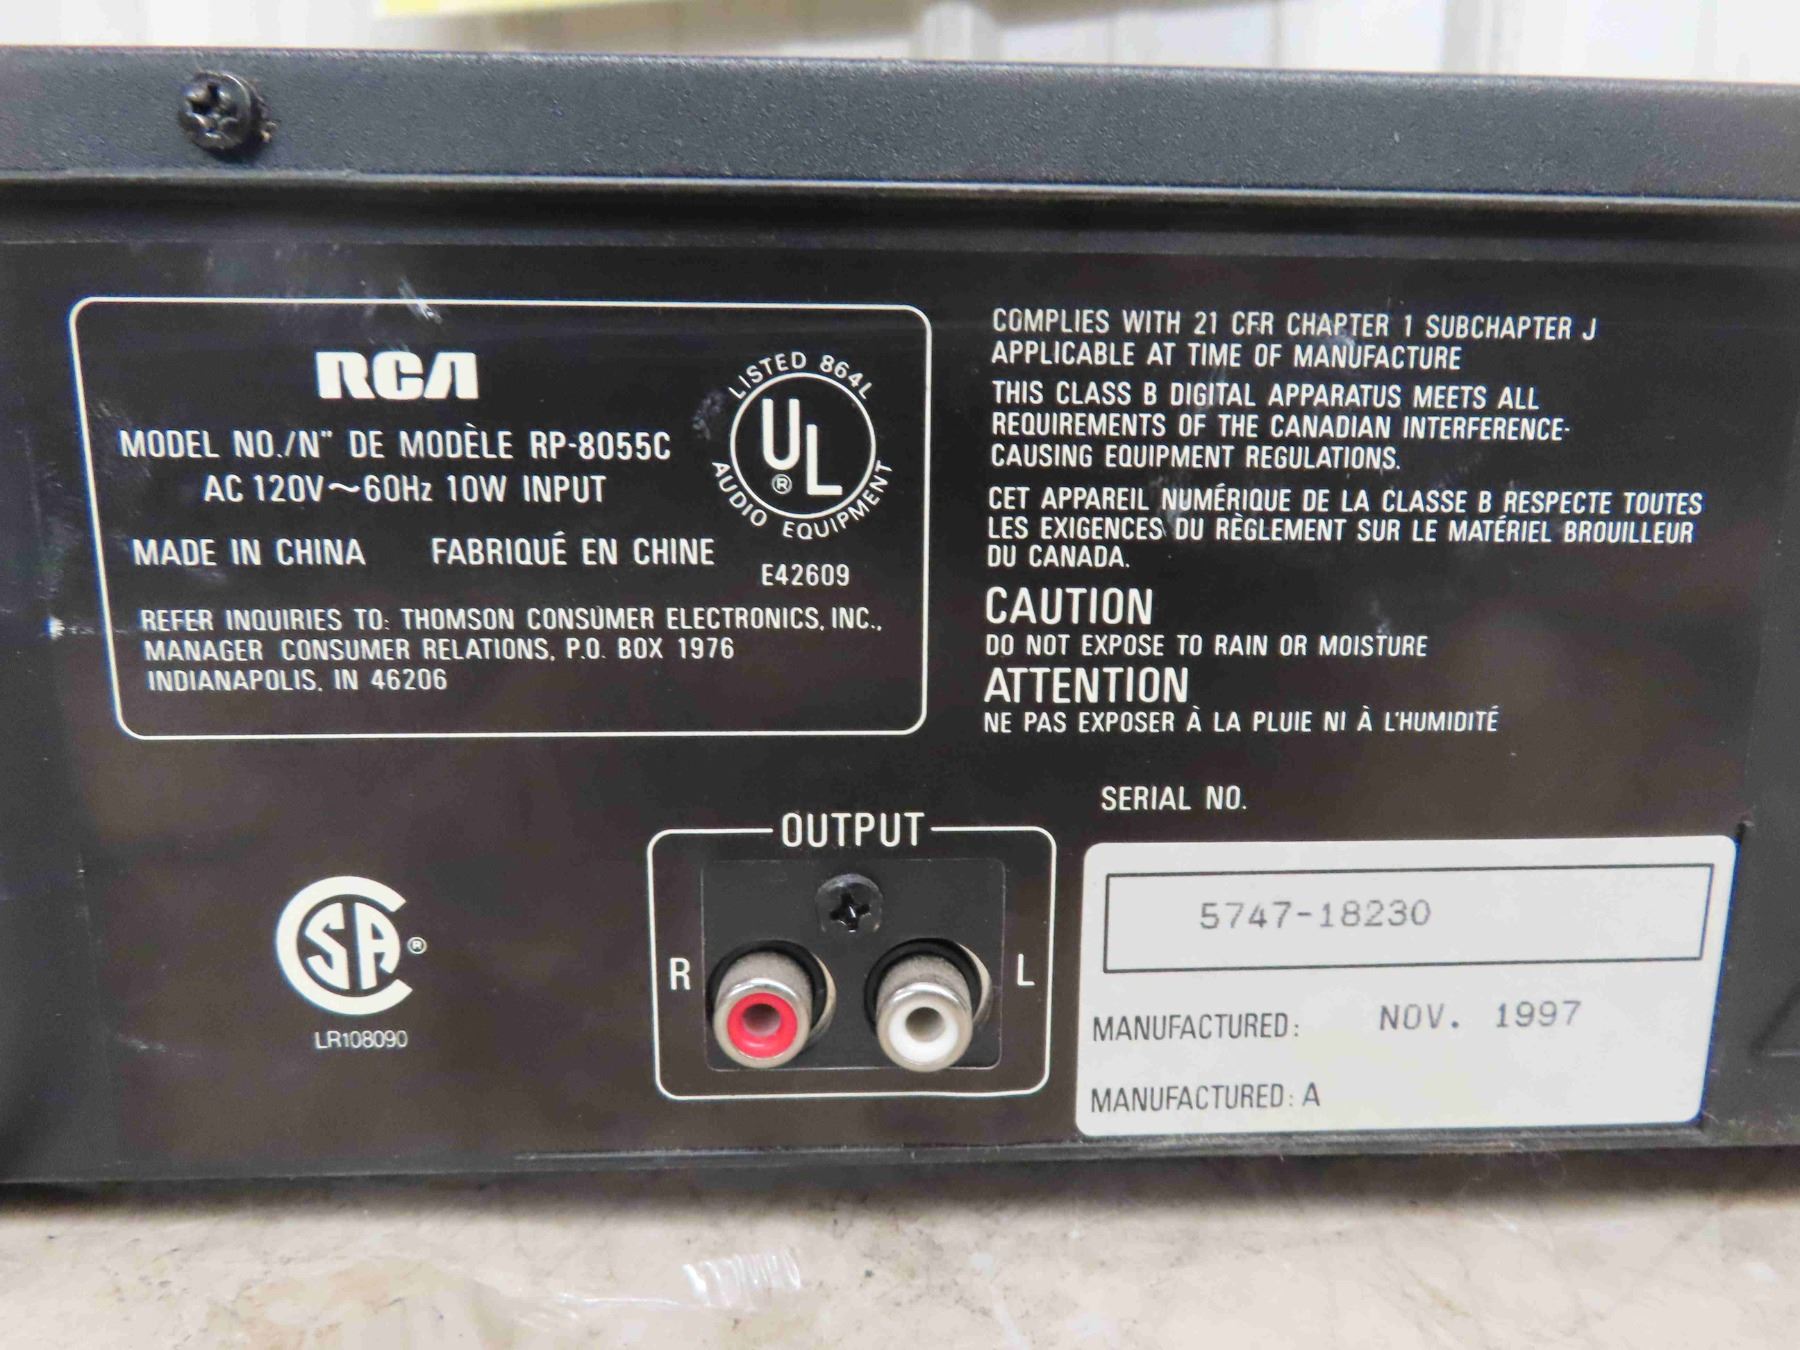 RCA
MODEL NO./N" DE MODÈLE RP-8055C
AC 120V~60Hz 10W INPUT
MADE IN CHINA FABRIQUÉ EN CHINE
REFER INQUIRIES TO: THOMSON CONSUMER ELECTRONICS, INC.,
MANAGER CONSUMER RELATIONS, P.O. BOX 1976
INDIANAPOLIS, IN 46206
LISTED 864L
UL ®
AUDIO EQUIPMENT
E42609
COMPLIES WITH 21 CFR CHAPTER 1 SUBCHAPTER J
APPLICABLE AT TIME OF MANUFACTURE
THIS CLASS B DIGITAL APPARATUS MEETS ALL
REQUIREMENTS OF THE CANADIAN INTERFERENCE-
CAUSING EQUIPMENT REGULATIONS.
CET APPAREIL NUMÉRIQUE DE LA CLASSE B RESPECTE TOUTES
LES EXIGENCES DU RÈGLEMENT SUR LE MATÉRIEL BROUILLEUR
DU CANADA.
CAUTION
DO NOT EXPOSE TO RAIN OR MOISTURE
ATTENTION
NE PAS EXPOSER À LA PLUIE NI À L'HUMIDITÉ
SA ®
LR108090
OUTPUT
R L
SERIAL NO.
5747-18230
MANUFACTURED: NOV. 1997
MANUFACTURED: A